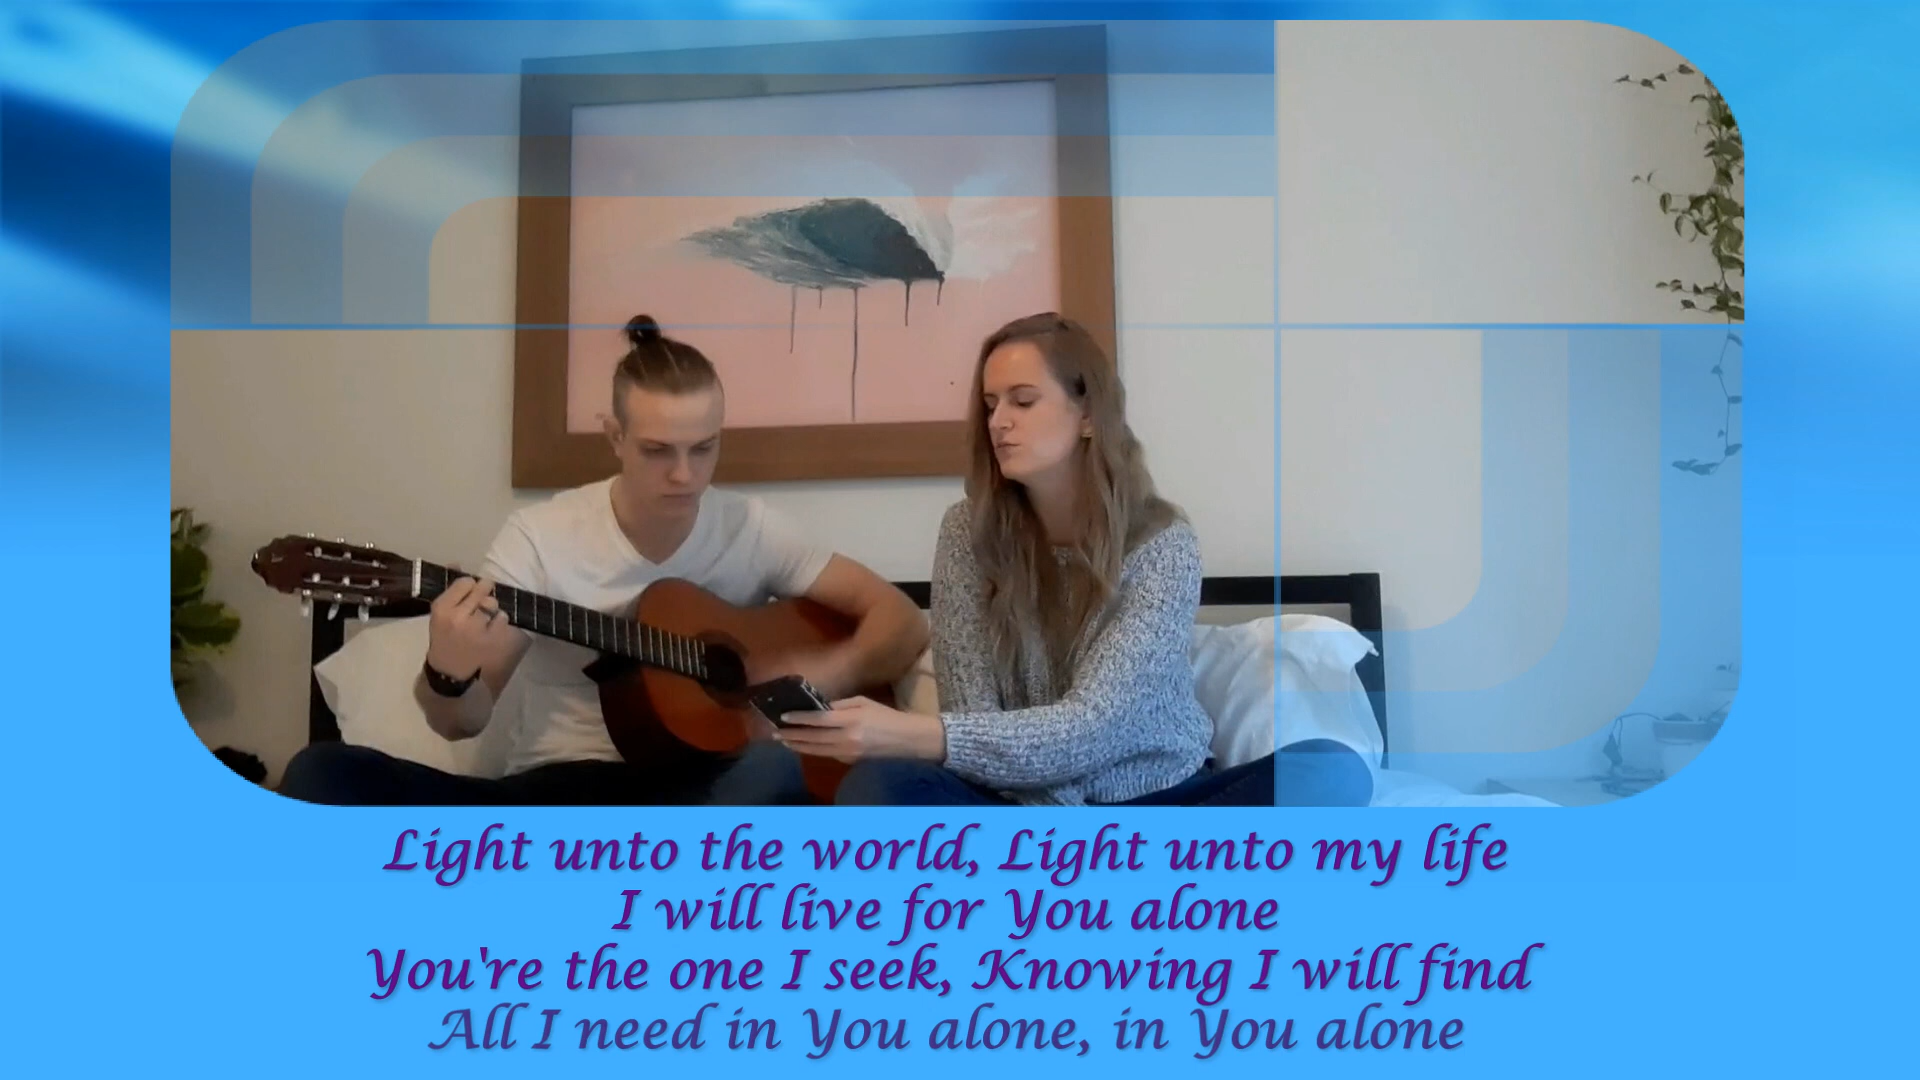 Light unto the world, Light unto my life
I will live for You alone
You're the one I seek, Knowing I will find
All I need in You alone, in You alone